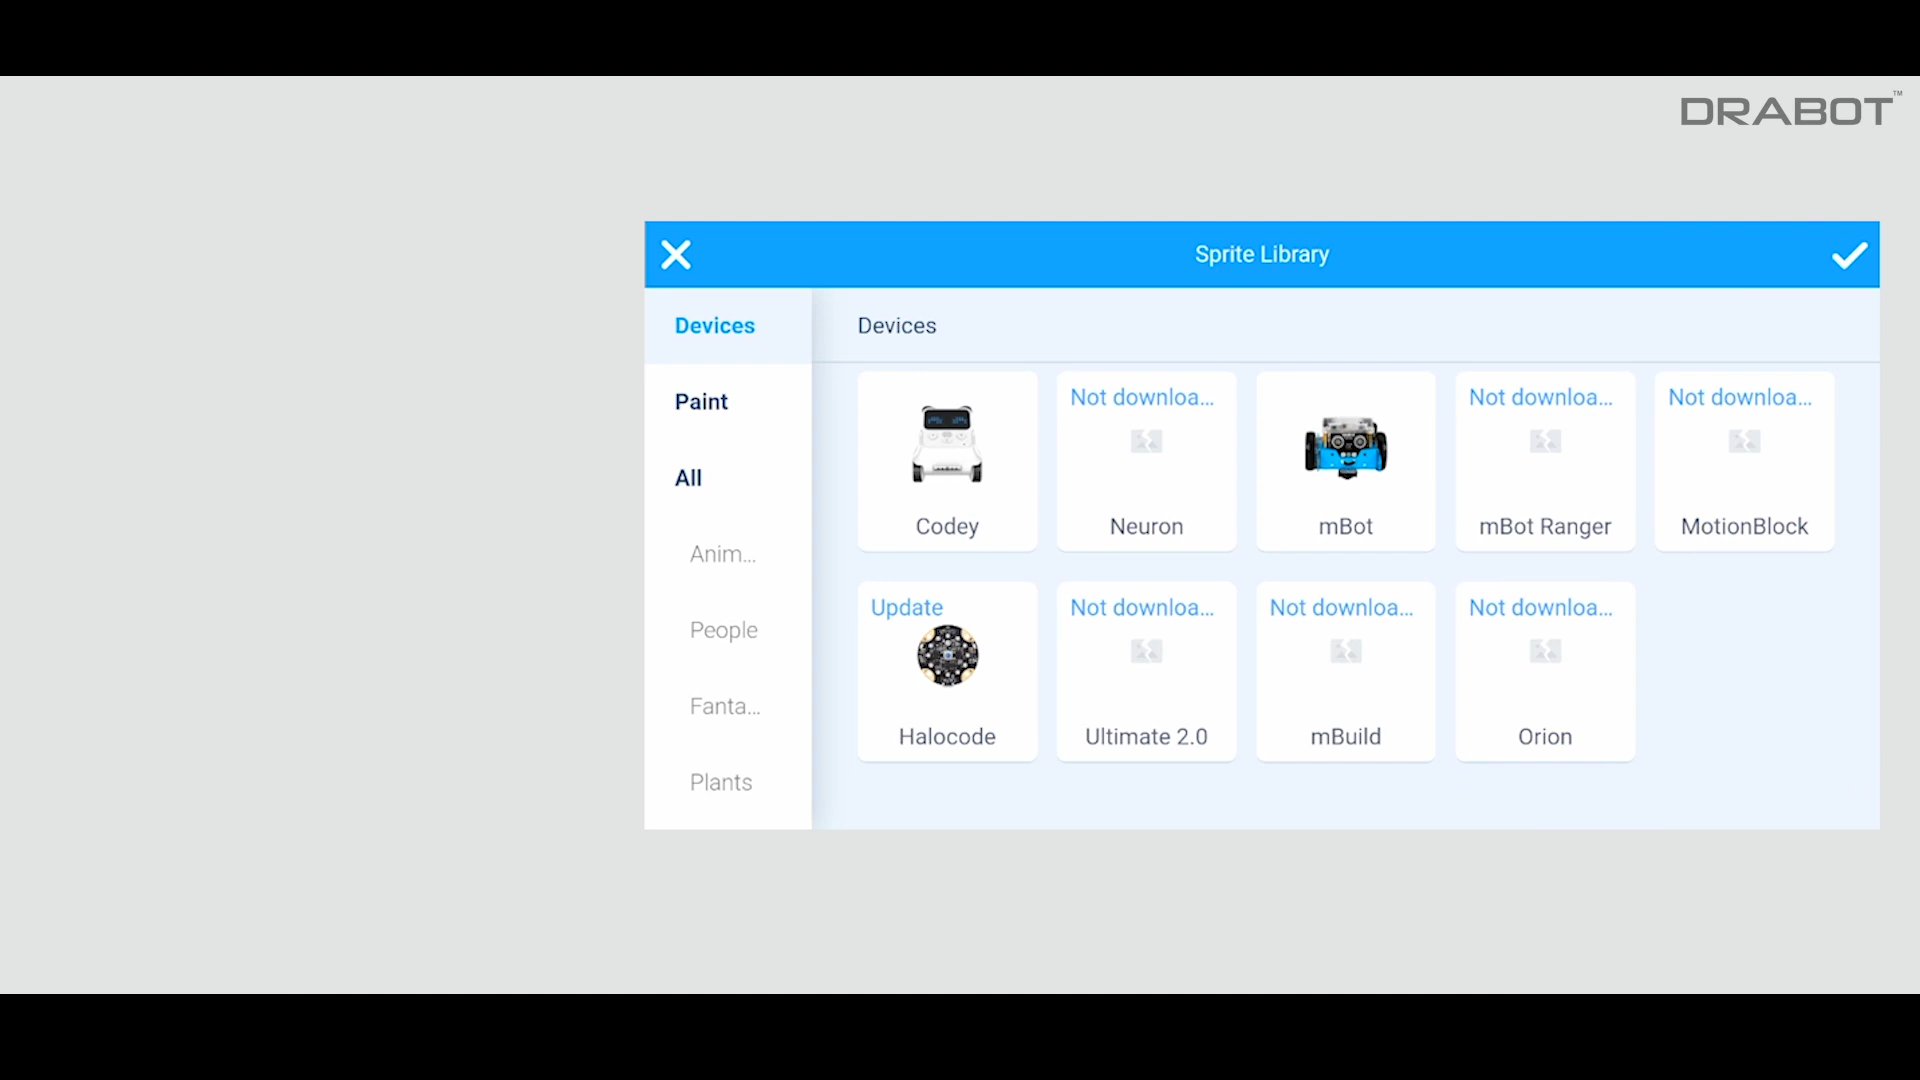 DRABOT™
Sprite Library
Devices
Devices
Paint
All
Anim...
People
Fanta...
Plants
Codey
Not downloa...
Neuron
mBot
Not downloa...
mBot Ranger
Not downloa...
MotionBlock
Update
Halocode
Not downloa...
Ultimate 2.0
Not downloa...
mBuild
Not downloa...
Orion